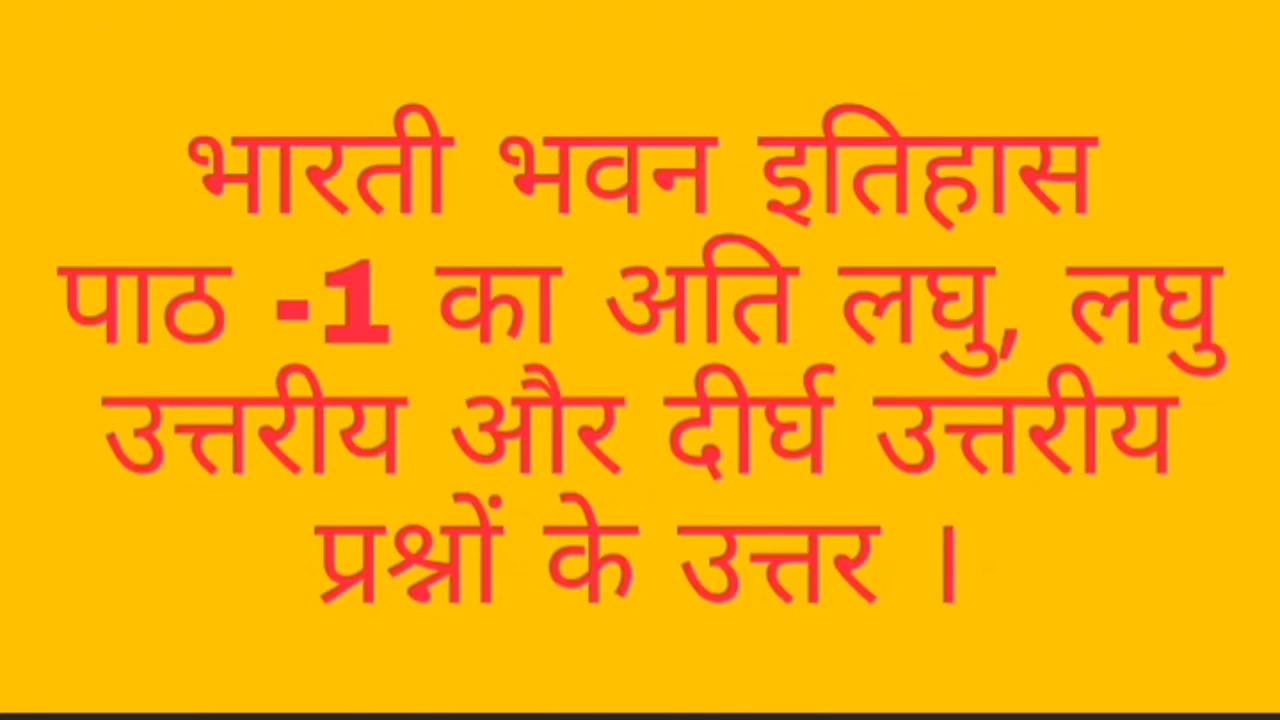 भारती भवन इतिहास
पाठ -1 का अति लघु, लघु
उत्तरीय और दीर्घ उत्तरीय
प्रश्नों के उत्तर ।